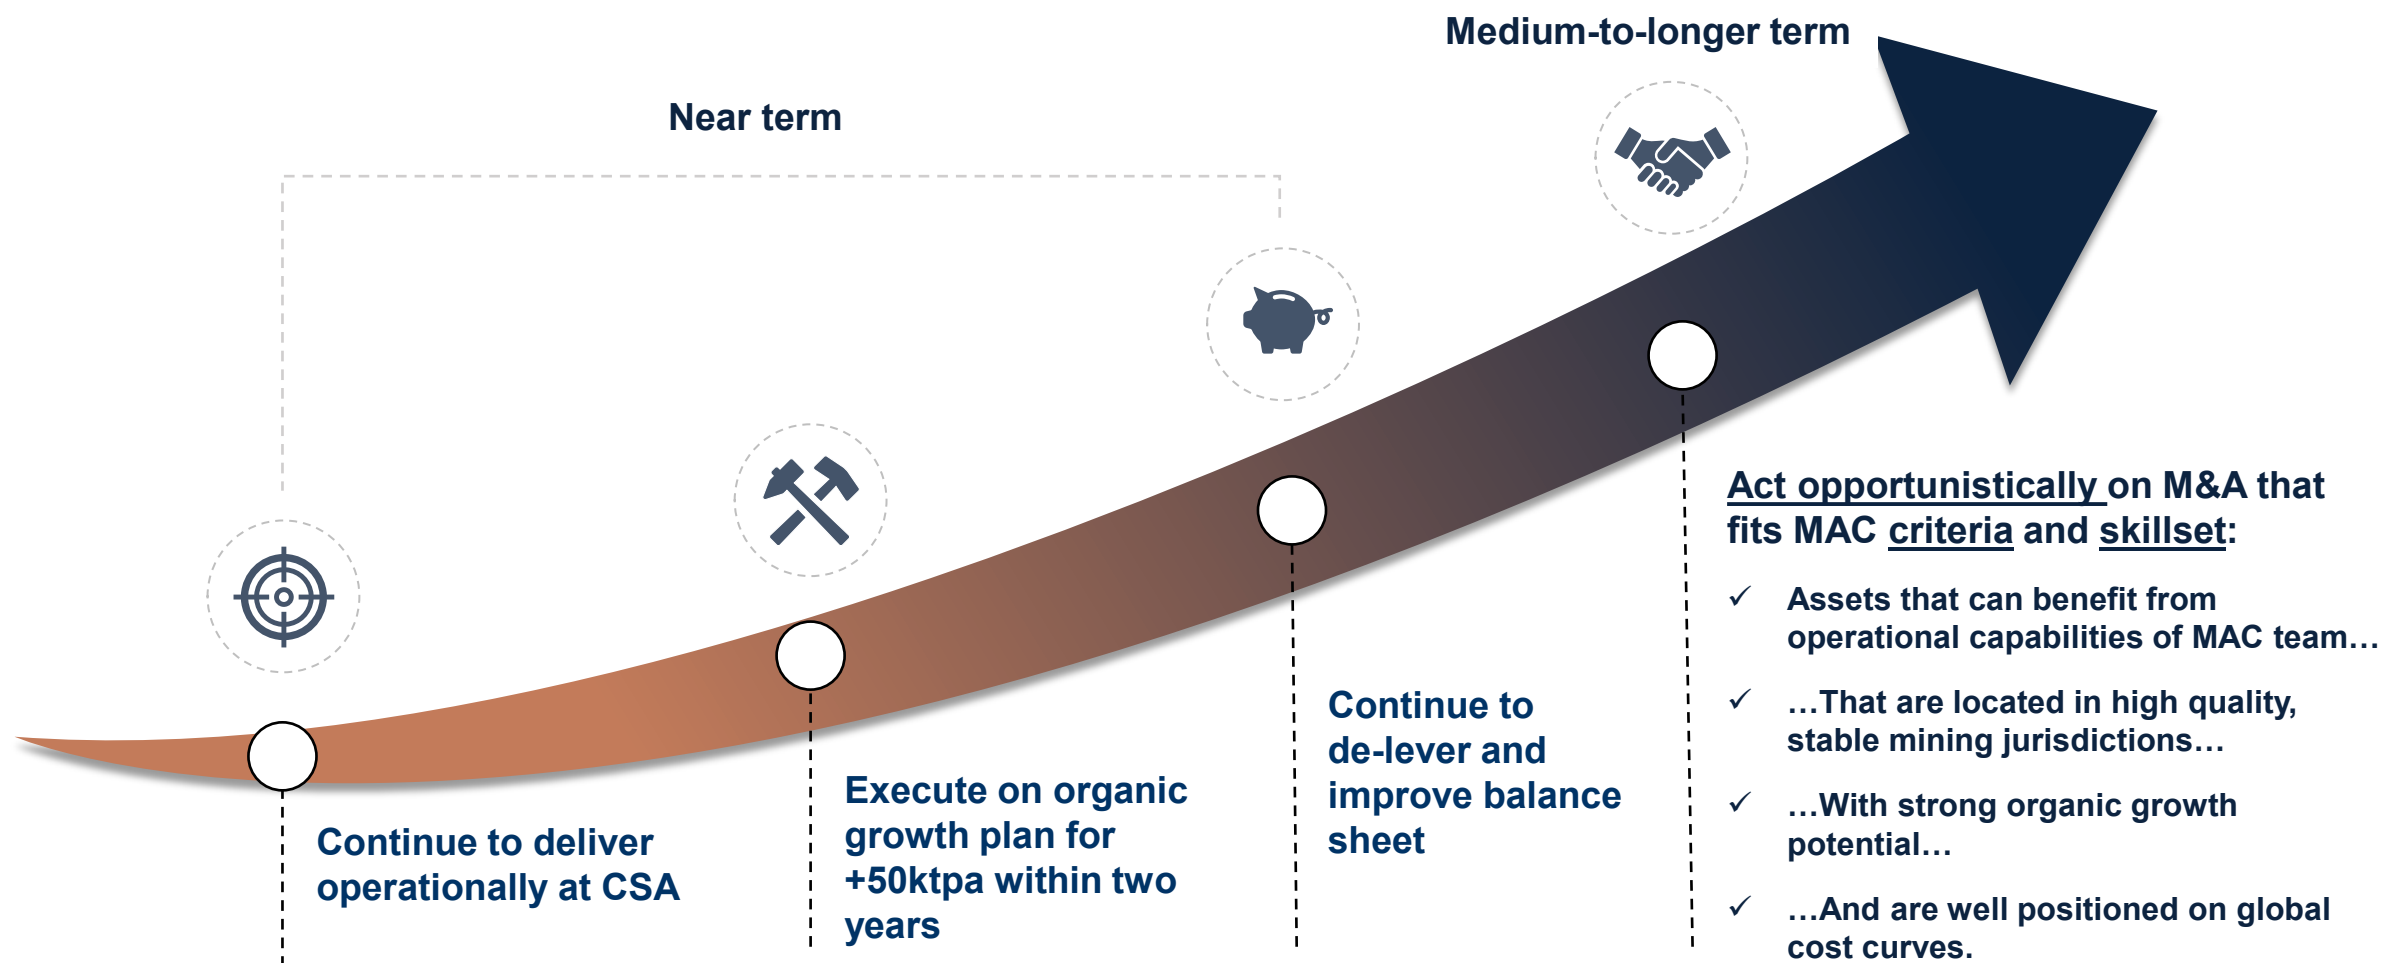 Medium-to-longer term
Near term
Continue to deliver
operationally at CSA
Execute on organic
growth plan for
+50ktpa within two
years
Continue to
de-lever and
improve balance
sheet
Act opportunistically on M&A that
fits MAC criteria and skillset:
✓ Assets that can benefit from
operational capabilities of MAC team…
✓ …That are located in high quality,
stable mining jurisdictions…
✓ …With strong organic growth
potential…
✓ …And are well positioned on global
cost curves.